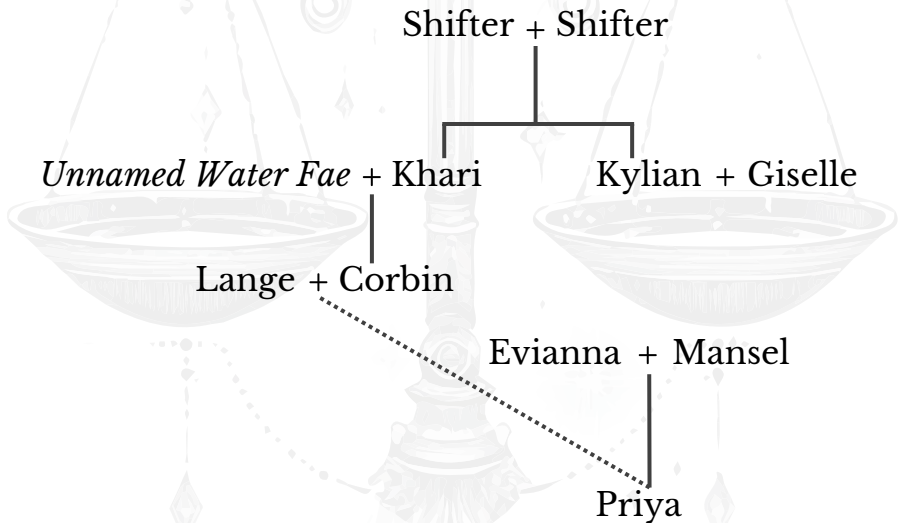 Shifter + Shifter
Unnamed Water Fae + Khari
Kylian + Giselle
Lange + Corbin
Evianna + Mansel
Priya